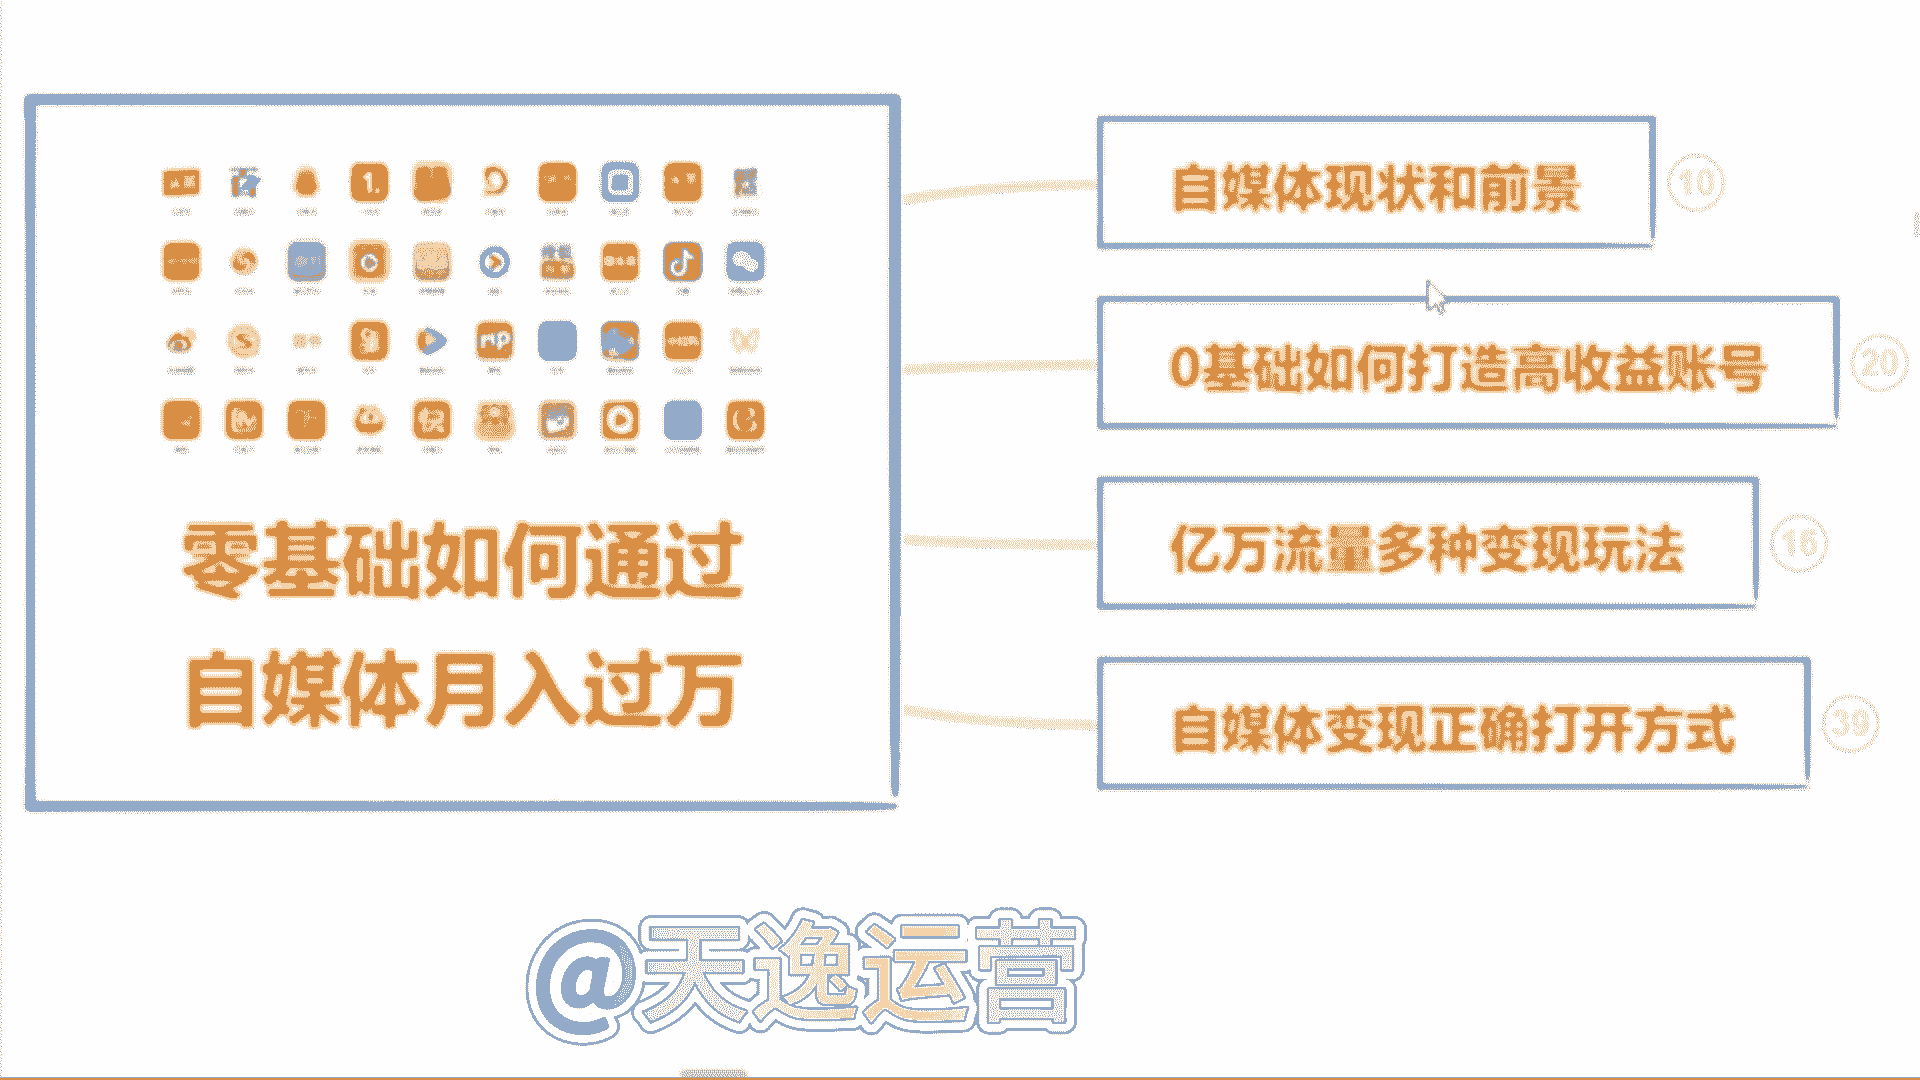 零基础如何通过
自媒体月入过万
自媒体现状和前景
10
0基础如何打造高收益账号
20
亿万流量多种变现玩法
16
自媒体变现正确打开方式
39
@天逸运营